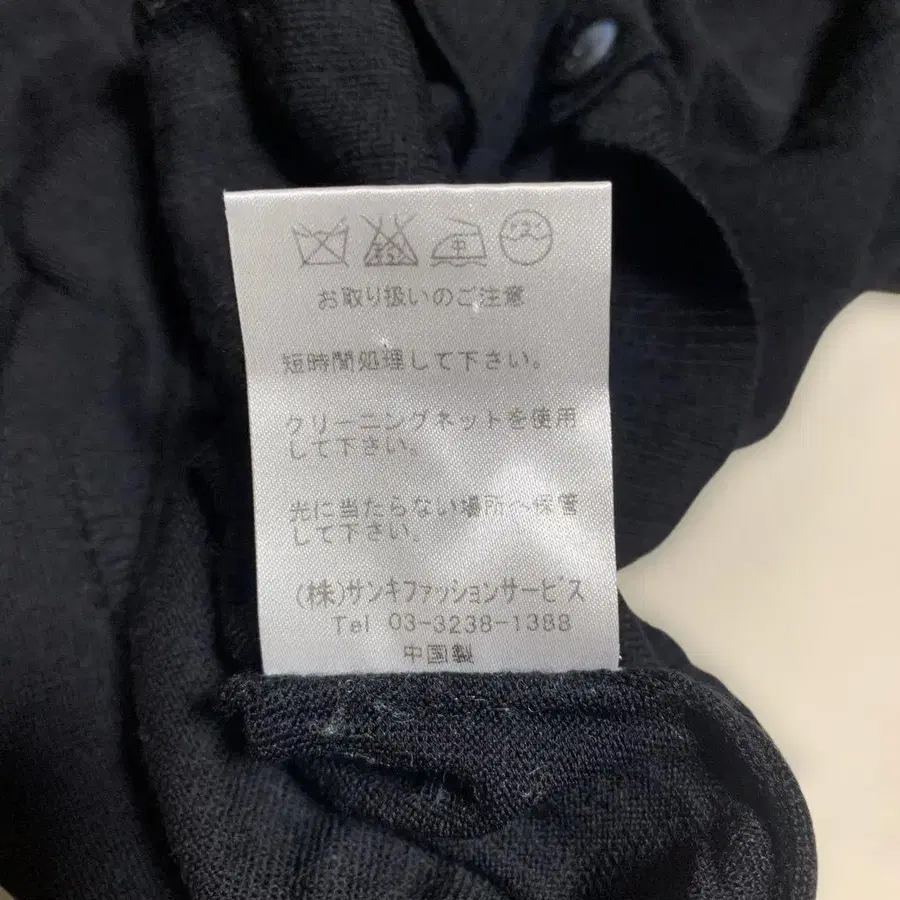 お取り扱いのご注意
短時間処理して下さい。
クリーニングネットを使用
して下さい。
光に当たらない場所へ保管
して下さい。
(株)サンキファッションサービス
Tel 03-3238-1388
中国製